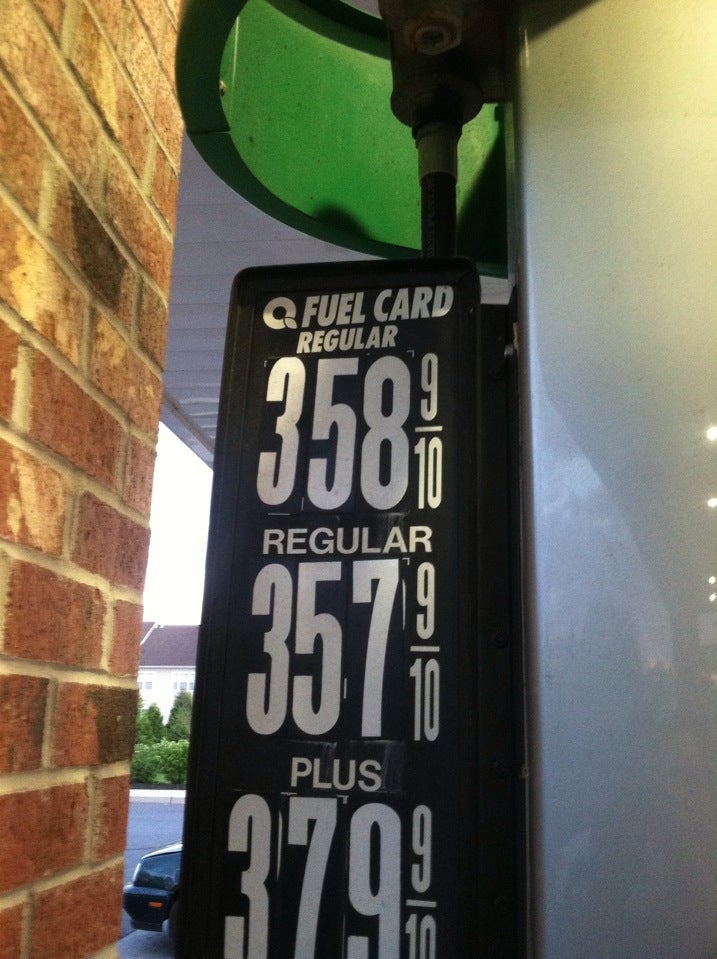 Q FUEL CARD
REGULAR
358 9/10
REGULAR
357 9/10
PLUS
379 9/10